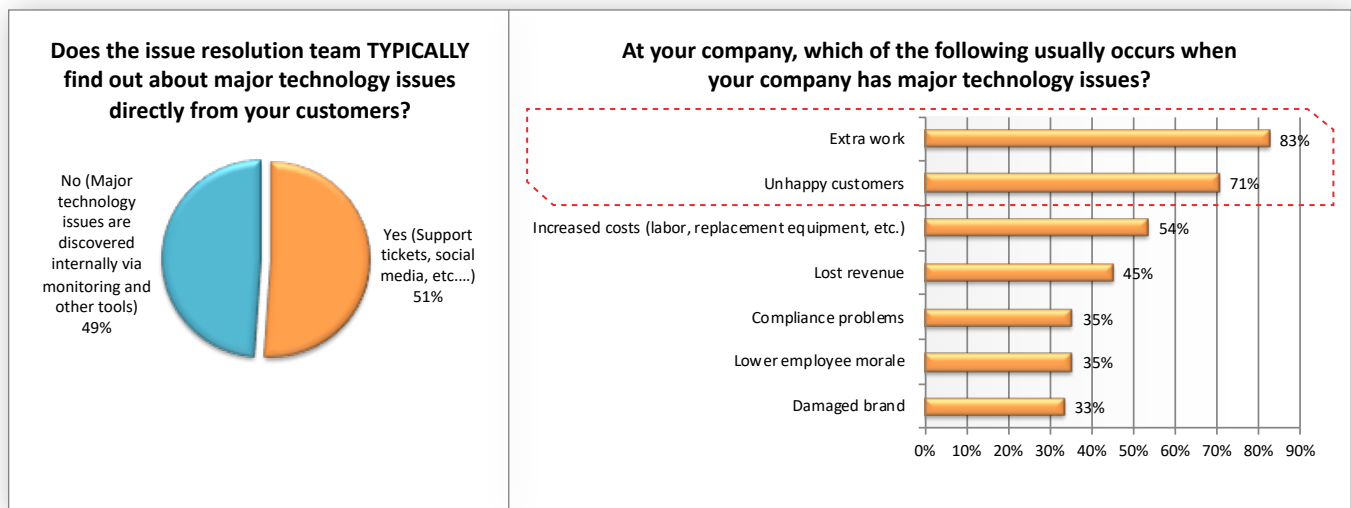 Does the issue resolution team TYPICALLY
find out about major technology issues
directly from your customers?
No (Major
technology
issues are
discovered
internally via
monitoring and
other tools)
49%
Yes (Support
tickets, social
media, etc....)
51%
At your company, which of the following usually occurs when
your company has major technology issues?
Extra work
83%
Unhappy customers
71%
Increased costs (labor, replacement equipment, etc.)
54%
Lost revenue
45%
Compliance problems
35%
Lower employee morale
35%
Damaged brand
33%
0% 10% 20% 30% 40% 50% 60% 70% 80% 90%